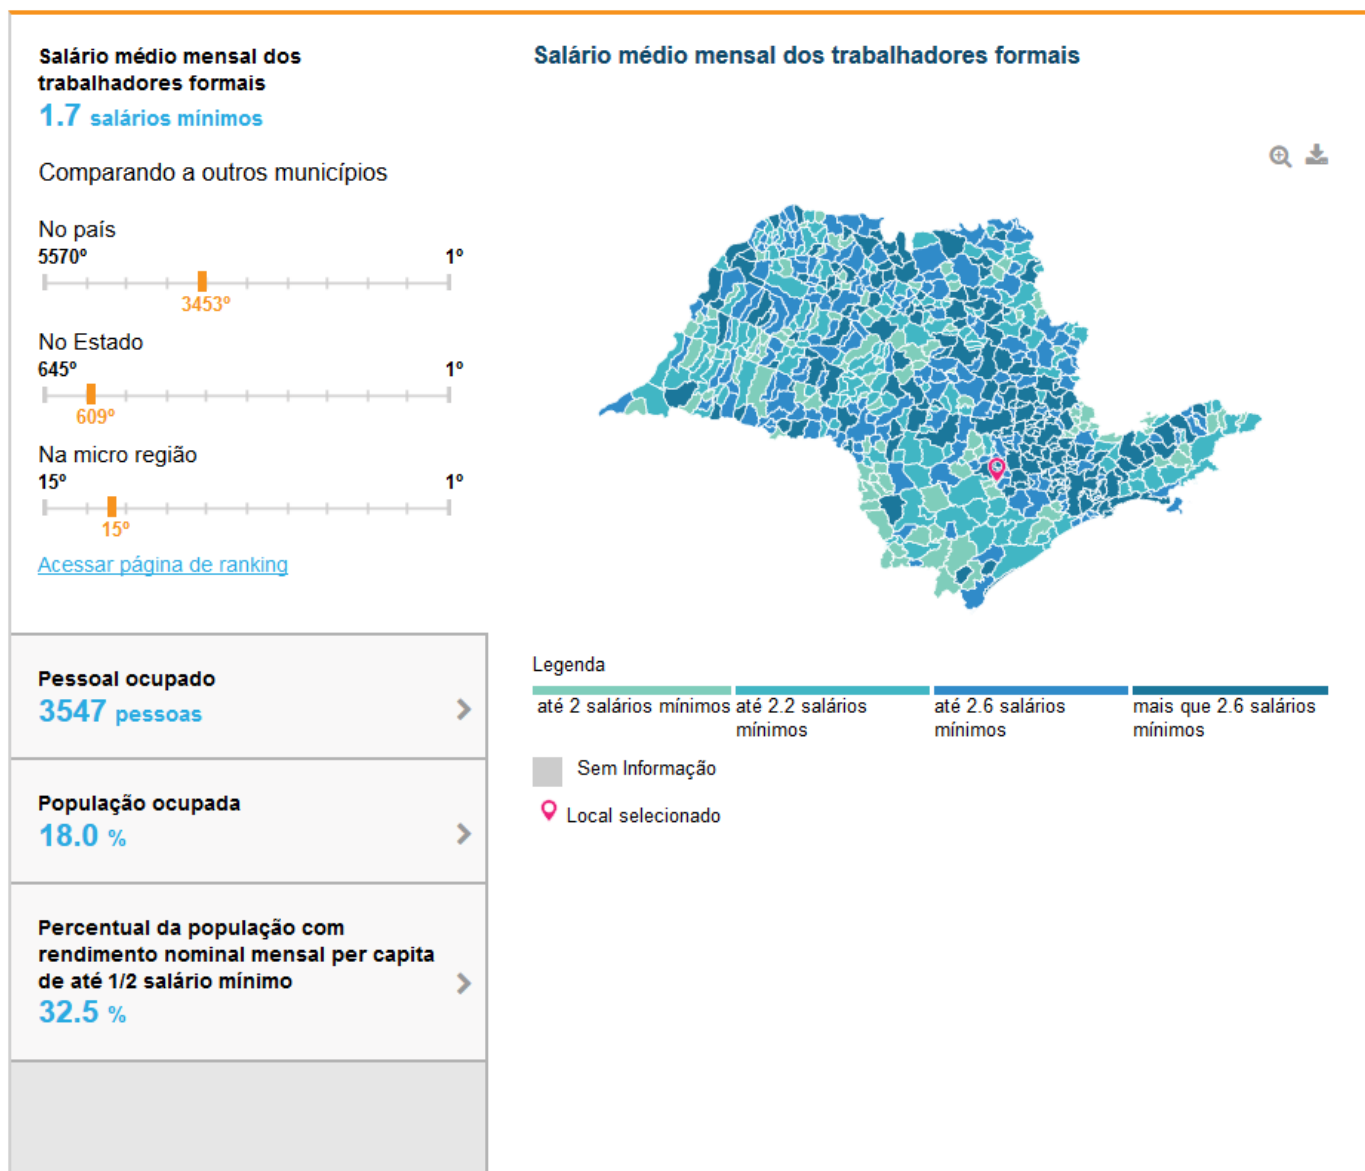 Salário médio mensal dos
trabalhadores formais
1.7 salários mínimos
Comparando a outros municípios
No país
5570º 1º
3453º
No Estado
645º 1º
609º
Na micro região
15º 1º
15º
Acessar página de ranking
Pessoal ocupado
3547 pessoas
População ocupada
18.0 %
Percentual da população com
rendimento nominal mensal per capita
de até 1/2 salário mínimo
32.5 %
Salário médio mensal dos trabalhadores formais
Legenda
até 2 salários mínimos
até 2.2 salários
mínimos
até 2.6 salários
mínimos
mais que 2.6 salários
mínimos
Sem Informação
Local selecionado